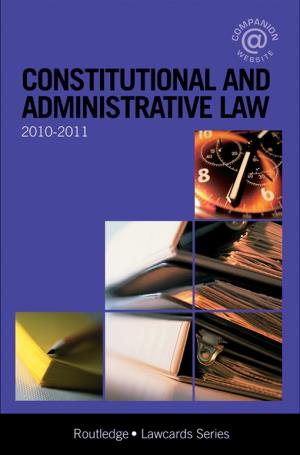 COMPANION @ WEBSITE
CONSTITUTIONAL AND
ADMINISTRATIVE LAW
2010-2011
Routledge • Lawcards Series